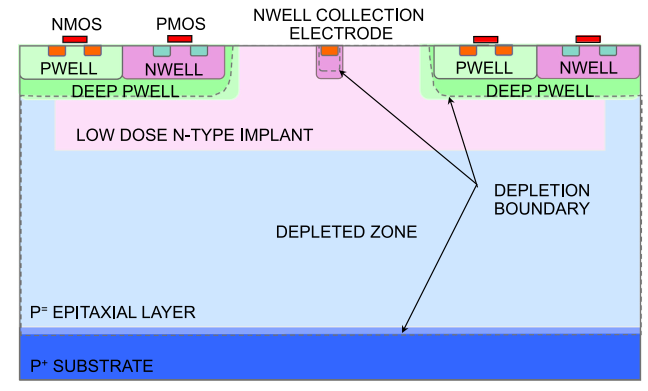 NMOS
PMOS
NWELL COLLECTION
ELECTRODE
PWELL
NWELL
PWELL
NWELL
DEEP PWELL
DEEP PWELL
LOW DOSE N-TYPE IMPLANT
DEPLETION
BOUNDARY
DEPLETED ZONE
P⁼ EPITAXIAL LAYER
P⁺ SUBSTRATE